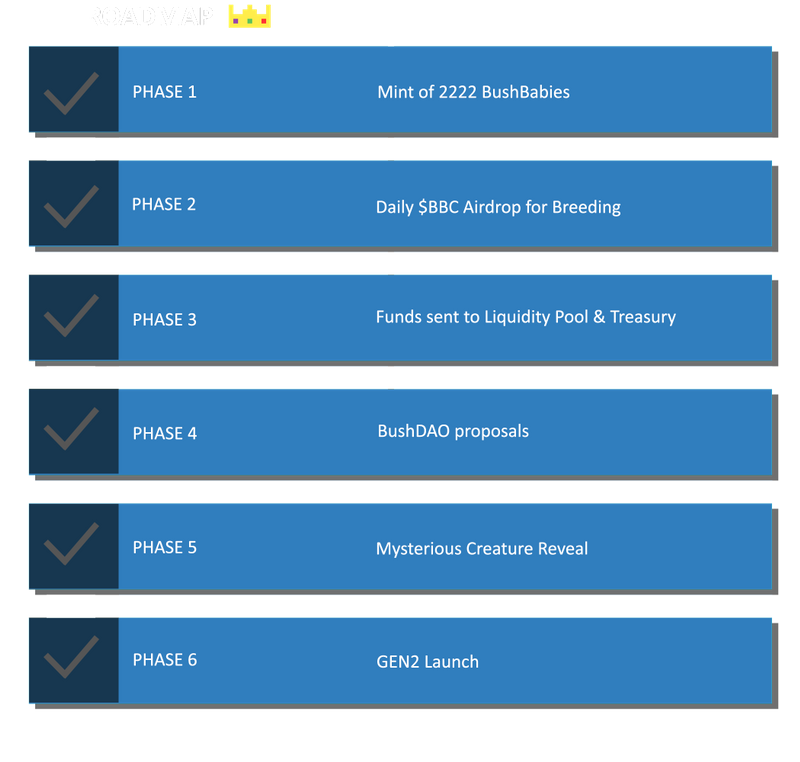 ROADMAP
PHASE 1 Mint of 2222 BushBabies
PHASE 2 Daily $BBC Airdrop for Breeding
PHASE 3 Funds sent to Liquidity Pool & Treasury
PHASE 4 BushDAO proposals
PHASE 5 Mysterious Creature Reveal
PHASE 6 GEN2 Launch